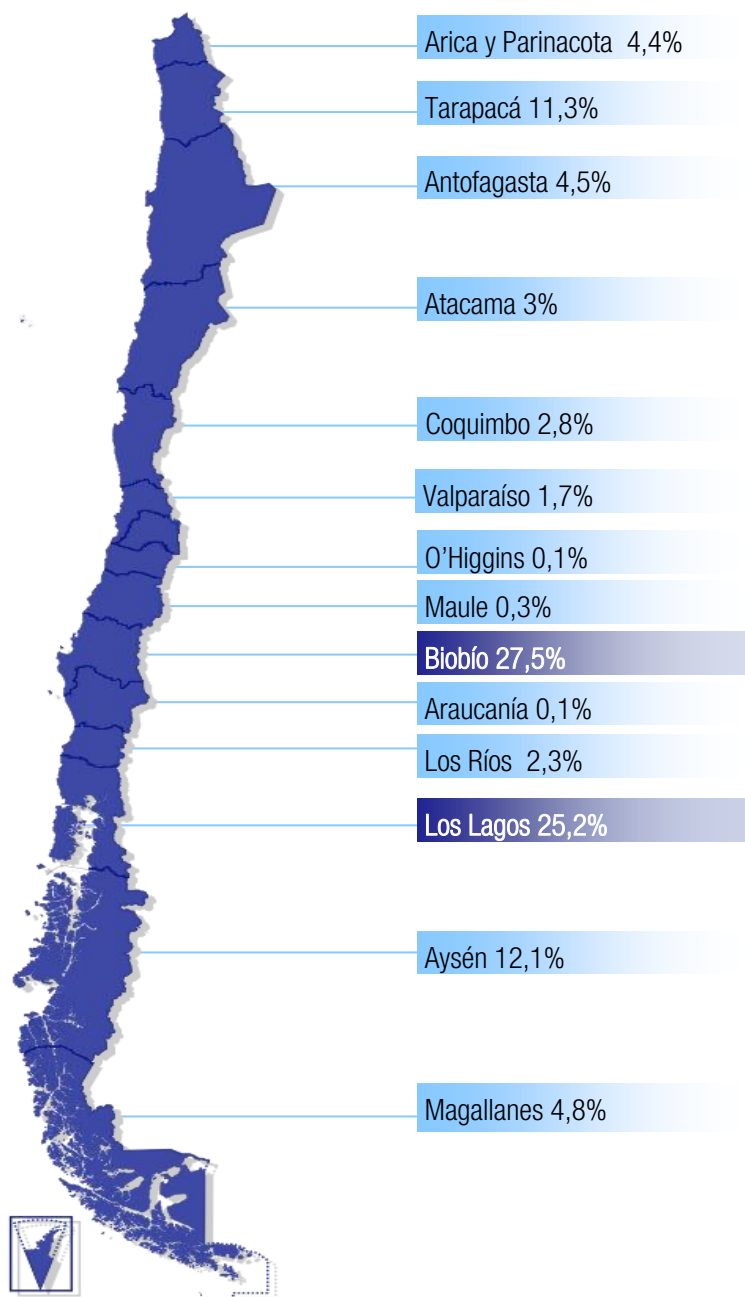 Arica y Parinacota 4,4%
Tarapacá 11,3%
Antofagasta 4,5%
Atacama 3%
Coquimbo 2,8%
Valparaíso 1,7%
O’Higgins 0,1%
Maule 0,3%
Biobío 27,5%
Araucanía 0,1%
Los Ríos 2,3%
Los Lagos 25,2%
Aysén 12,1%
Magallanes 4,8%